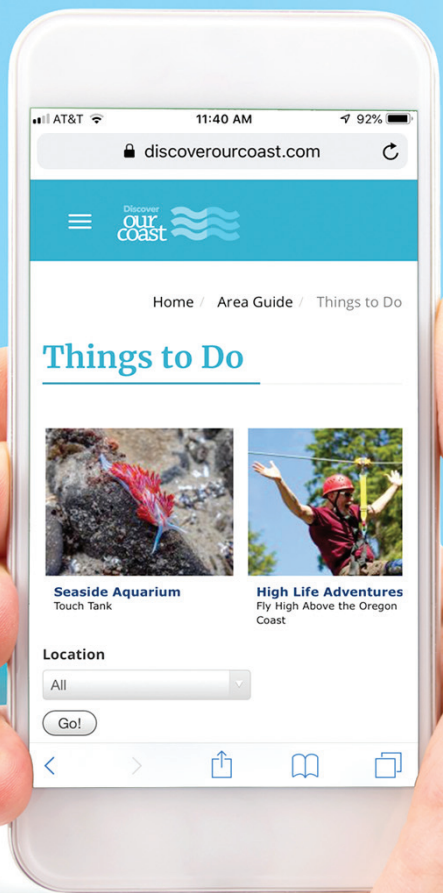 AT&T 11:40 AM 92%
discoverourcoast.com
Discover
our
coast
Home / Area Guide / Things to Do
Things to Do
Seaside Aquarium
Touch Tank
High Life Adventures
Fly High Above the Oregon
Coast
Location
All
Go!